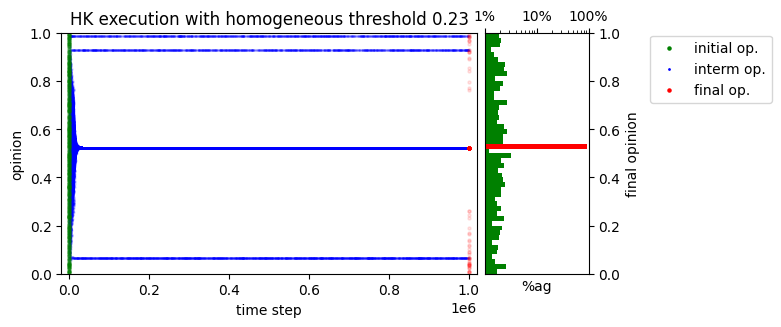 HK execution with homogeneous threshold 0.23
1% 10% 100%
1.0 1.0
initial op.
interm op.
final op.
0.8 0.8
0.6 0.6
opinion
final opinion
0.4 0.4
0.2 0.2
0.0 0.0
0.0 0.2 0.4 0.6 0.8 1.0
%ag
time step
1e6